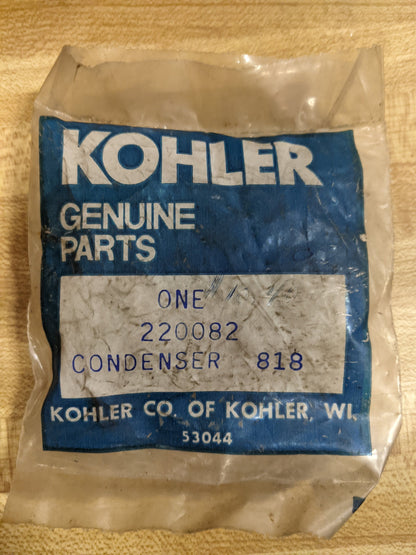 KOHLER
GENUINE
PARTS
ONE
220082
CONDENSER 818
KOHLER CO. OF KOHLER, WI.
53044